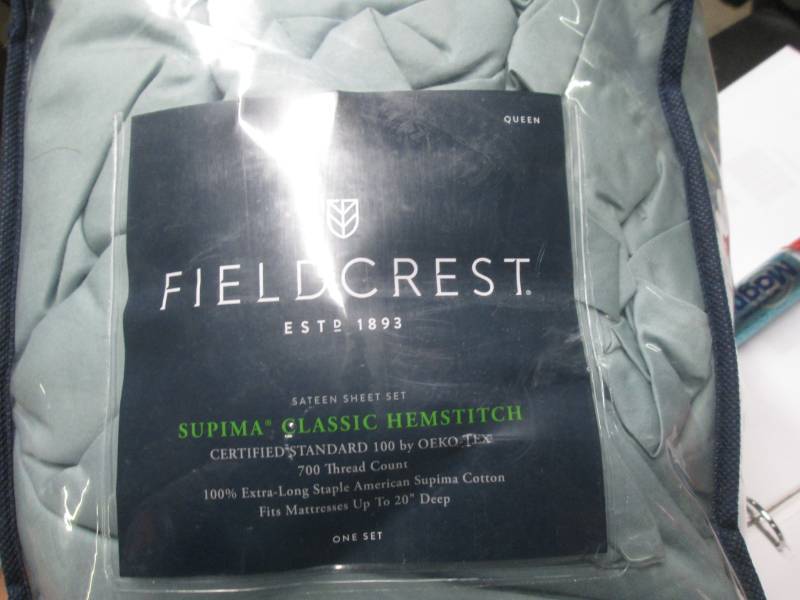 QUEEN
FIELDCREST
ESTD 1893
SATEEN SHEET SET
SUPIMA® CLASSIC HEMSTITCH
CERTIFIED STANDARD 100 by OEKO-TEX
700 Thread Count
100% Extra-Long Staple American Supima Cotton
Fits Mattresses Up To 20" Deep
ONE SET